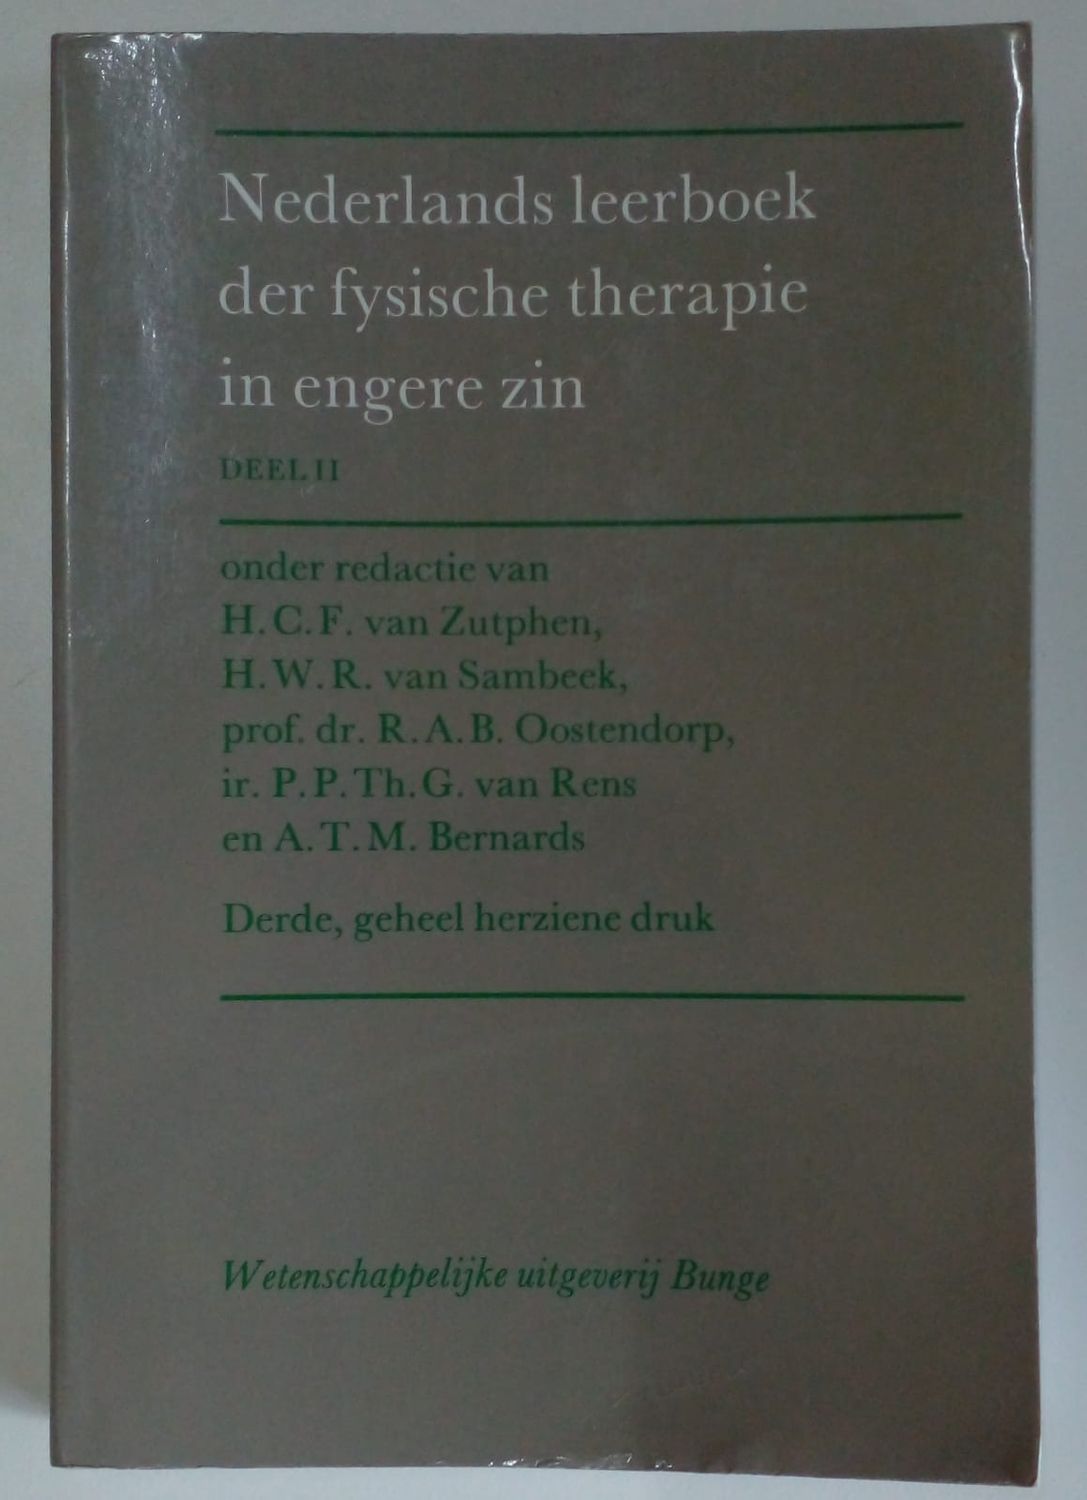 Nederlands leerboek
der fysische therapie
in engere zin
DEEL II
onder redactie van
H. C. F. van Zutphen,
H. W. R. van Sambeek,
prof. dr. R. A. B. Oostendorp,
ir. P. P. Th. G. van Rens
en A. T. M. Bernards
Derde, geheel herziene druk
Wetenschappelijke uitgeverij Bunge